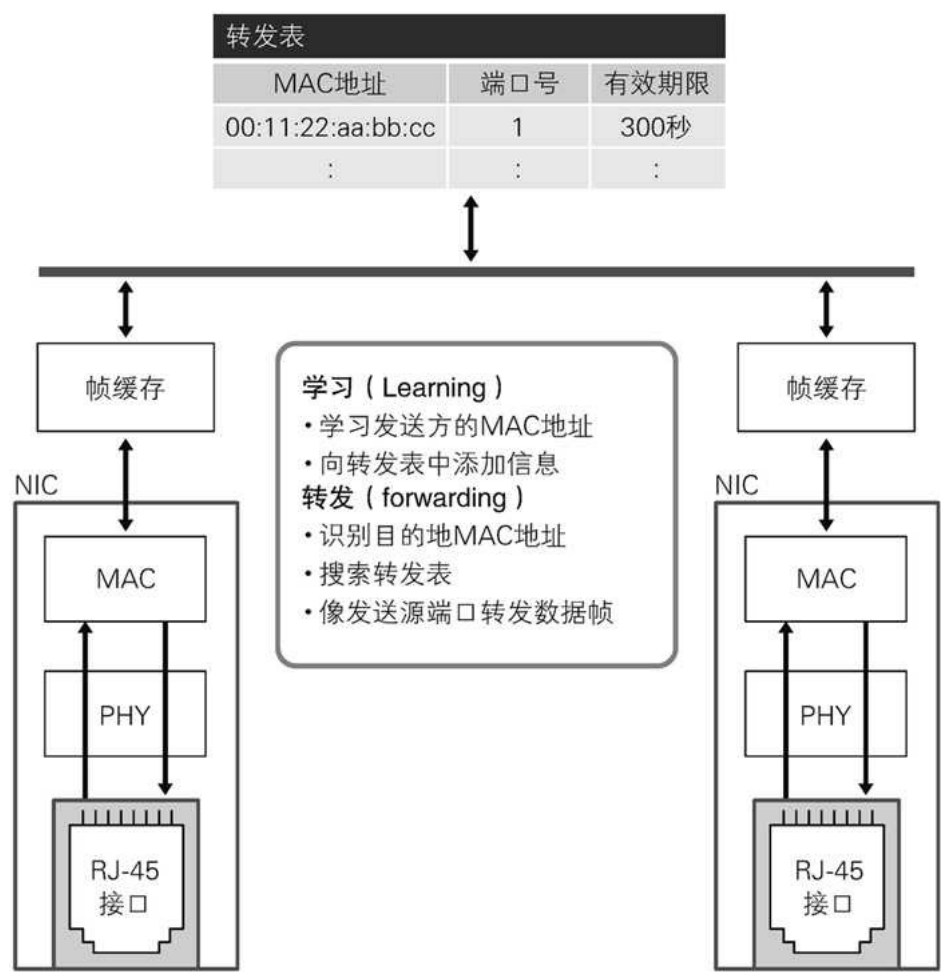 转发表
MAC地址 端口号 有效期限
00:11:22:aa:bb:cc 1 300秒
: : :
帧缓存
学习（Learning）
・学习发送方的MAC地址
・向转发表中添加信息
转发（forwarding）
・识别目的地MAC地址
・搜索转发表
・像发送源端口转发数据帧
帧缓存
NIC
MAC
PHY
RJ-45
接口
NIC
MAC
PHY
RJ-45
接口